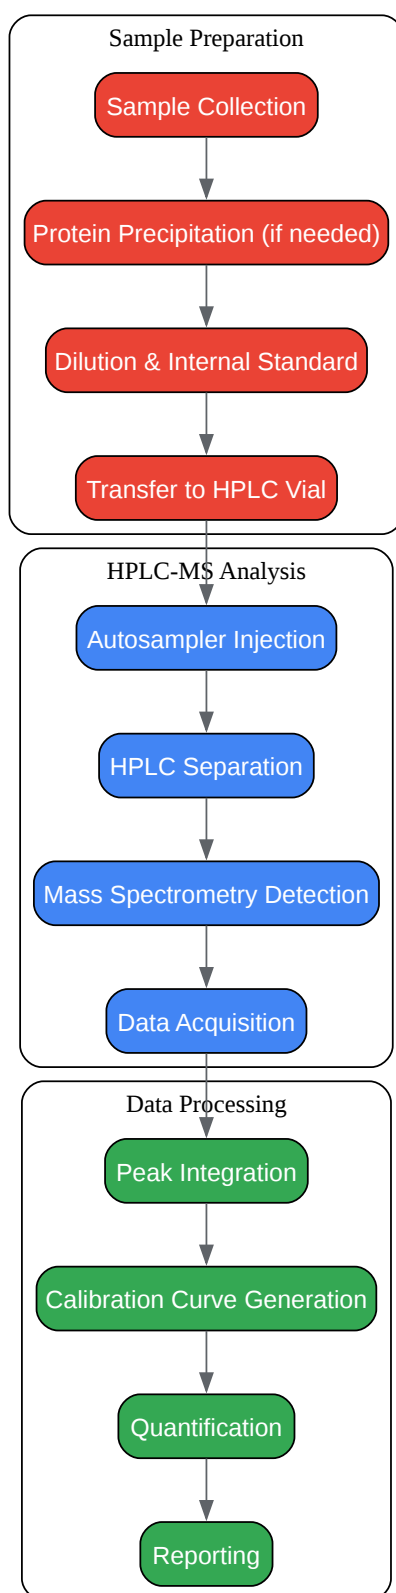 Sample Preparation
Sample Collection
Protein Precipitation (if needed)
Dilution & Internal Standard
Transfer to HPLC Vial
HPLC-MS Analysis
Autosampler Injection
HPLC Separation
Mass Spectrometry Detection
Data Acquisition
Data Processing
Peak Integration
Calibration Curve Generation
Quantification
Reporting